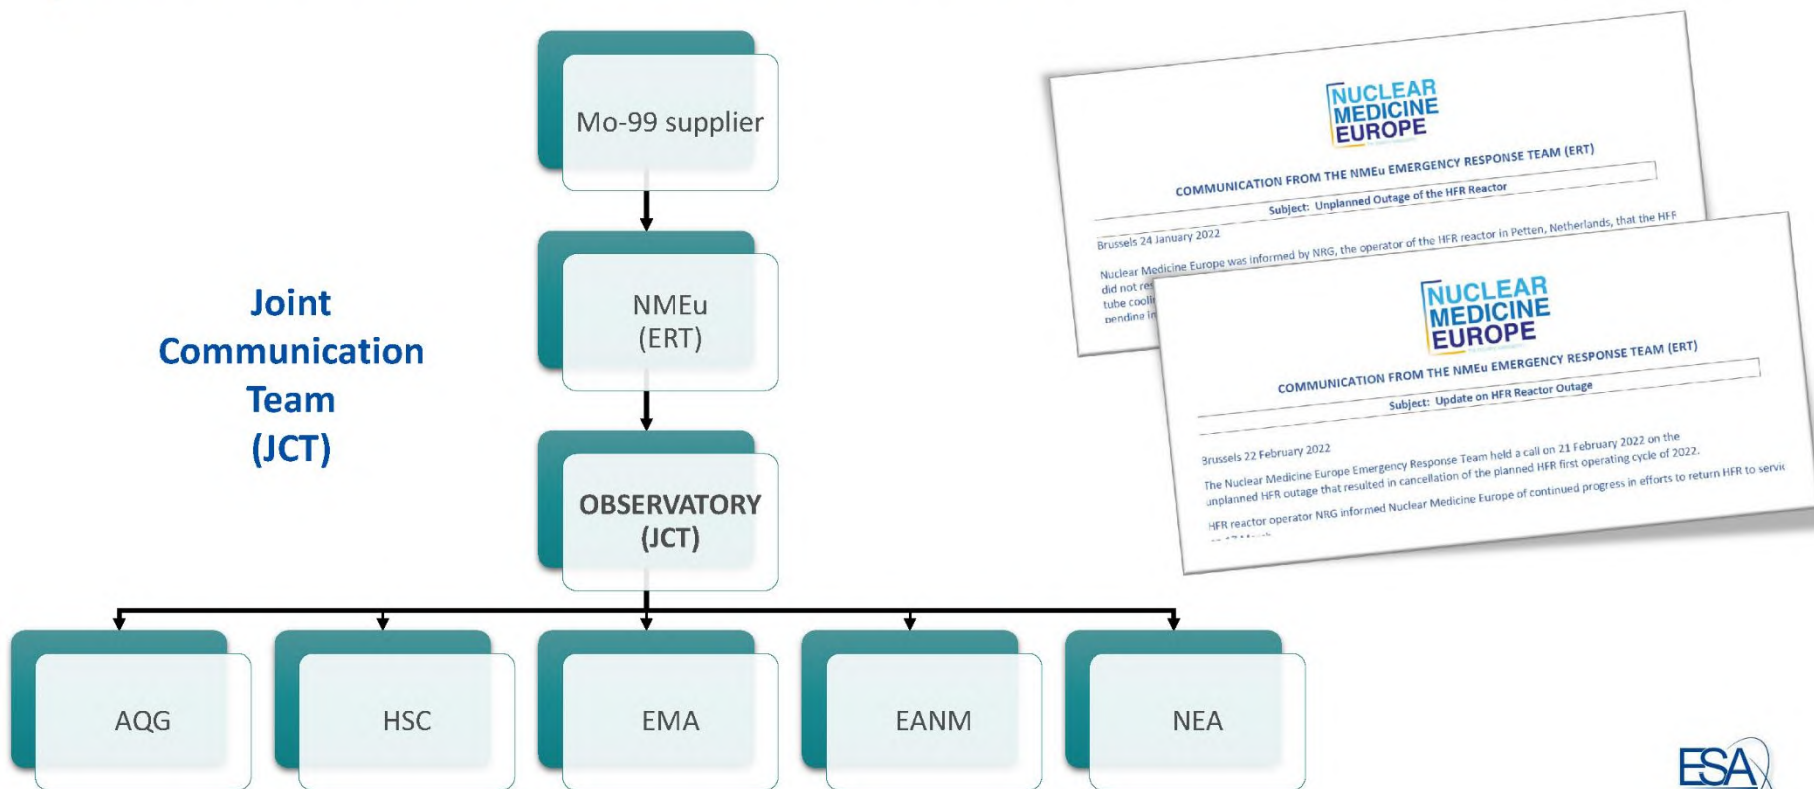 Joint
Communication
Team
(JCT)
Mo-99 supplier
NMEu
(ERT)
OBSERVATORY
(JCT)
AQG
HSC
EMA
EANM
NEA
NUCLEAR
MEDICINE
EUROPE
COMMUNICATION FROM THE NMEu EMERGENCY RESPONSE TEAM (ERT)
Subject: Unplanned Outage of the HFR Reactor
Brussels 24 January 2022
Nuclear Medicine Europe was informed by NRG, the operator of the HFR reactor in Petten, Netherlands, that the HFR
did not
tube
pending
NUCLEAR
MEDICINE
EUROPE
COMMUNICATION FROM THE NMEu EMERGENCY RESPONSE TEAM (ERT)
Subject: Update on HFR Reactor Outage
Brussels 22 February 2022
The Nuclear Medicine Europe Emergency Response Team held a call on 21 February 2022 on the
unplanned HFR outage that resulted in cancellation of the planned HFR first operating cycle of 2022.
HFR reactor operator NRG informed Nuclear Medicine Europe of continued progress in efforts to return HFR to
ESA